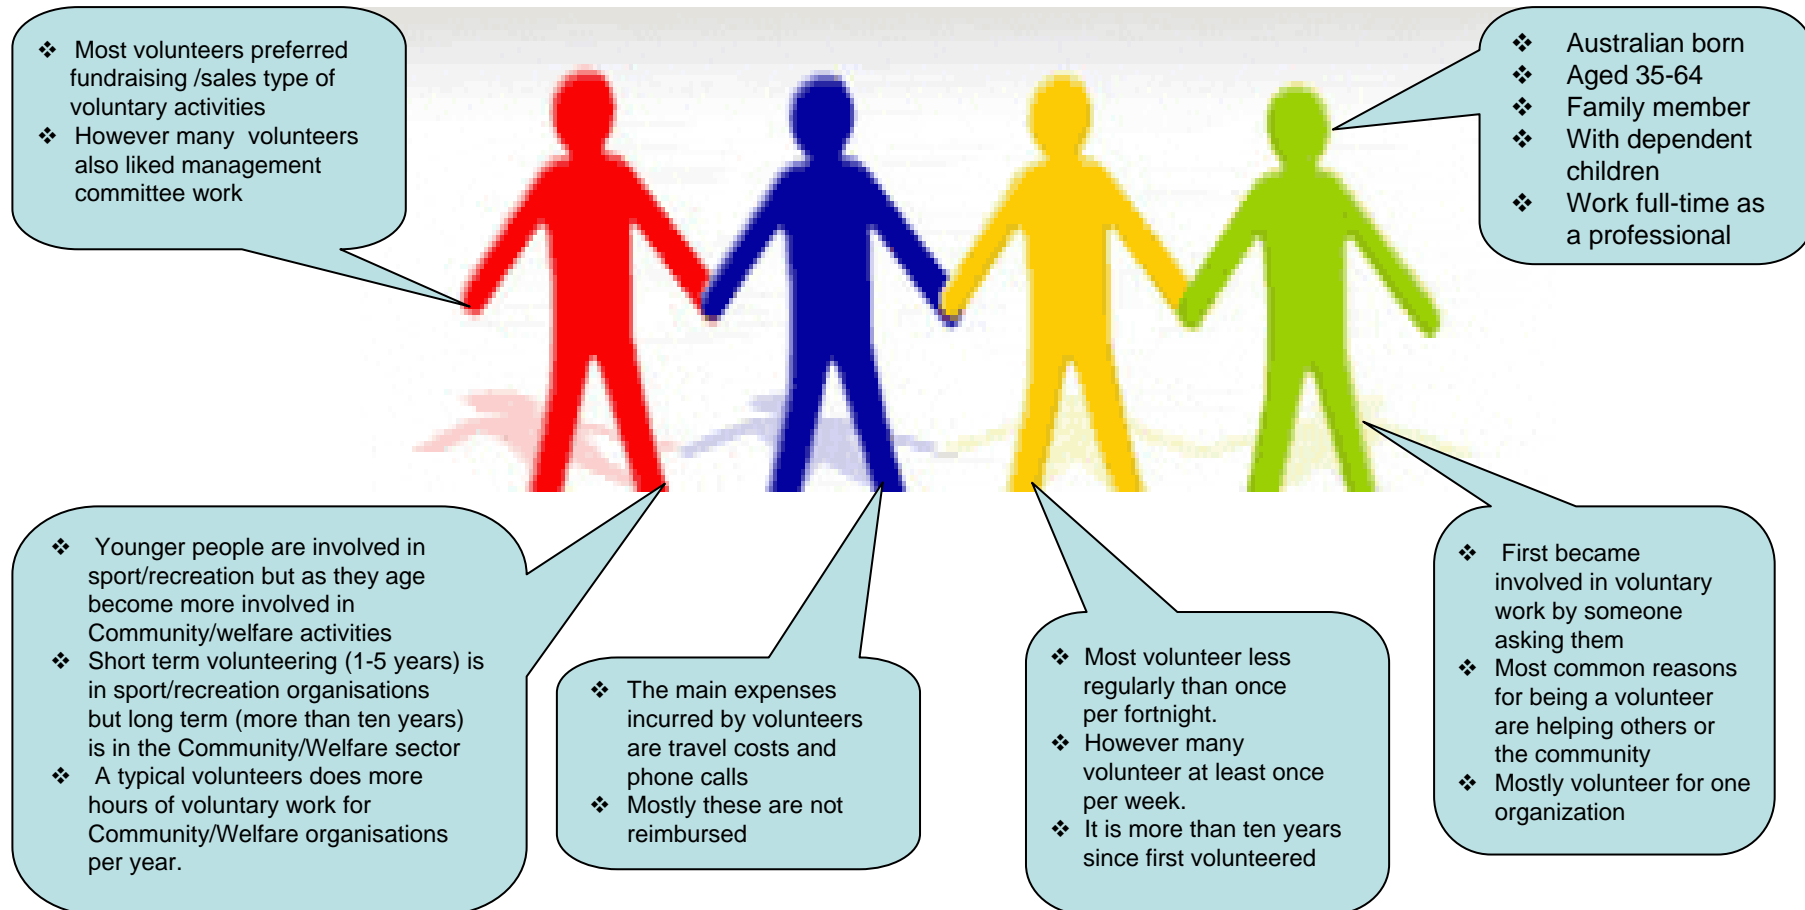 ❖ Most volunteers preferred
fundraising /sales type of
voluntary activities
❖ However many volunteers
also liked management
committee work
❖ Australian born
❖ Aged 35-64
❖ Family member
❖ With dependent
children
❖ Work full-time as
a professional
❖ Younger people are involved in
sport/recreation but as they age
become more involved in
Community/welfare activities
❖ Short term volunteering (1-5 years) is
in sport/recreation organisations
but long term (more than ten years)
is in the Community/Welfare sector
❖ A typical volunteers does more
hours of voluntary work for
Community/Welfare organisations
per year.
❖ The main expenses
incurred by volunteers
are travel costs and
phone calls
❖ Mostly these are not
reimbursed
❖ Most volunteer less
regularly than once
per fortnight.
❖ However many
volunteer at least once
per week.
❖ It is more than ten years
since first volunteered
❖ First became
involved in voluntary
work by someone
asking them
❖ Most common reasons
for being a volunteer
are helping others or
the community
❖ Mostly volunteer for one
organization